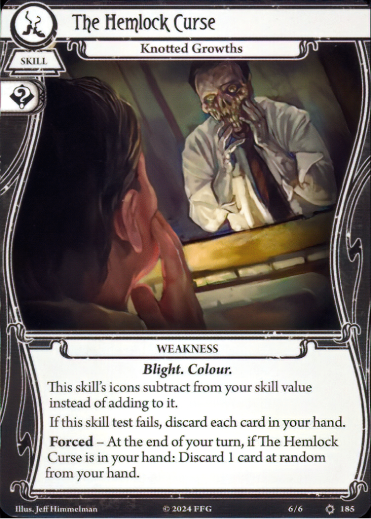 The Hemlock Curse
Knotted Growths
SKILL
?
WEAKNESS
Blight. Colour.
This skill's icons subtract from your skill value
instead of adding to it.
If this skill test fails, discard each card in your hand.
Forced – At the end of your turn, if The Hemlock
Curse is in your hand: Discard 1 card at random
from your hand.
Illus. Jeff Himmelman
© 2024 FFG
6/6
185